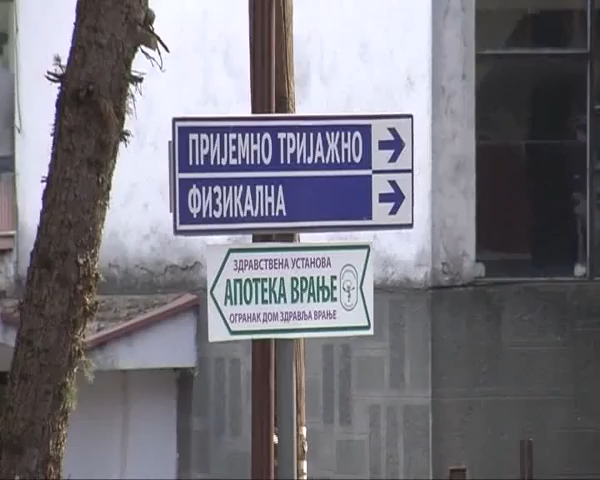 ПРИЈЕМНО ТРИЈАЖНО
ФИЗИКАЛНА
ЗДРАВСТВЕНА УСТАНОВА
АПОТЕКА ВРАЊЕ
ОГРАНАК ДОМ ЗДРАВЉА ВРАЊЕ